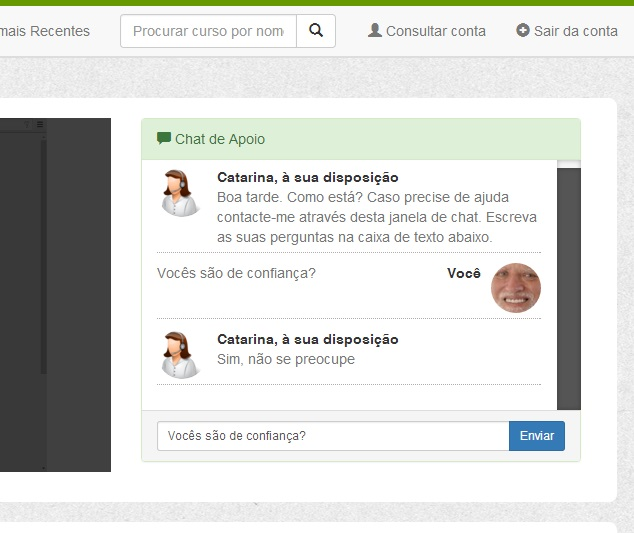 mais Recentes
Procurar curso por nom
Consultar conta
Sair da conta
Chat de Apoio
Catarina, à sua disposição
Boa tarde. Como está? Caso precise de ajuda
contacte-me através desta janela de chat. Escreva
as suas perguntas na caixa de texto abaixo.
Vocês são de confiança?
Você
Catarina, à sua disposição
Sim, não se preocupe
Vocês são de confiança?
Enviar